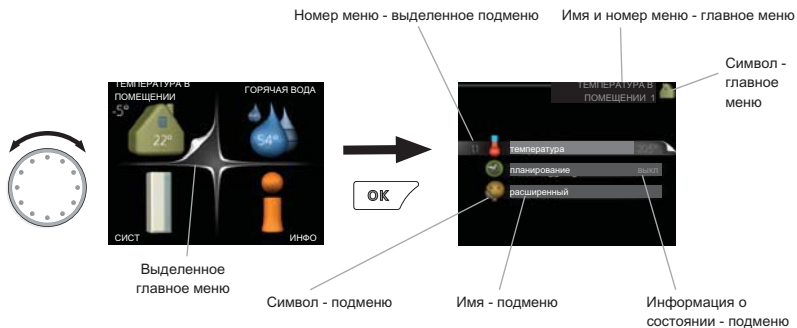 Номер меню - выделенное подменю
Имя и номер меню - главное меню
Символ -
главное
меню
ТЕМПЕРАТУРА В
ПОМЕЩЕНИИ
ГОРЯЧАЯ ВОДА
-5°
22°
54°
СИСТ
ИНФО
OK
ТЕМПЕРАТУРА В
ПОМЕЩЕНИИ 1
температура
планирование выкл
расширенный
Выделенное
главное меню
Символ - подменю
Имя - подменю
Информация о
состоянии - подменю